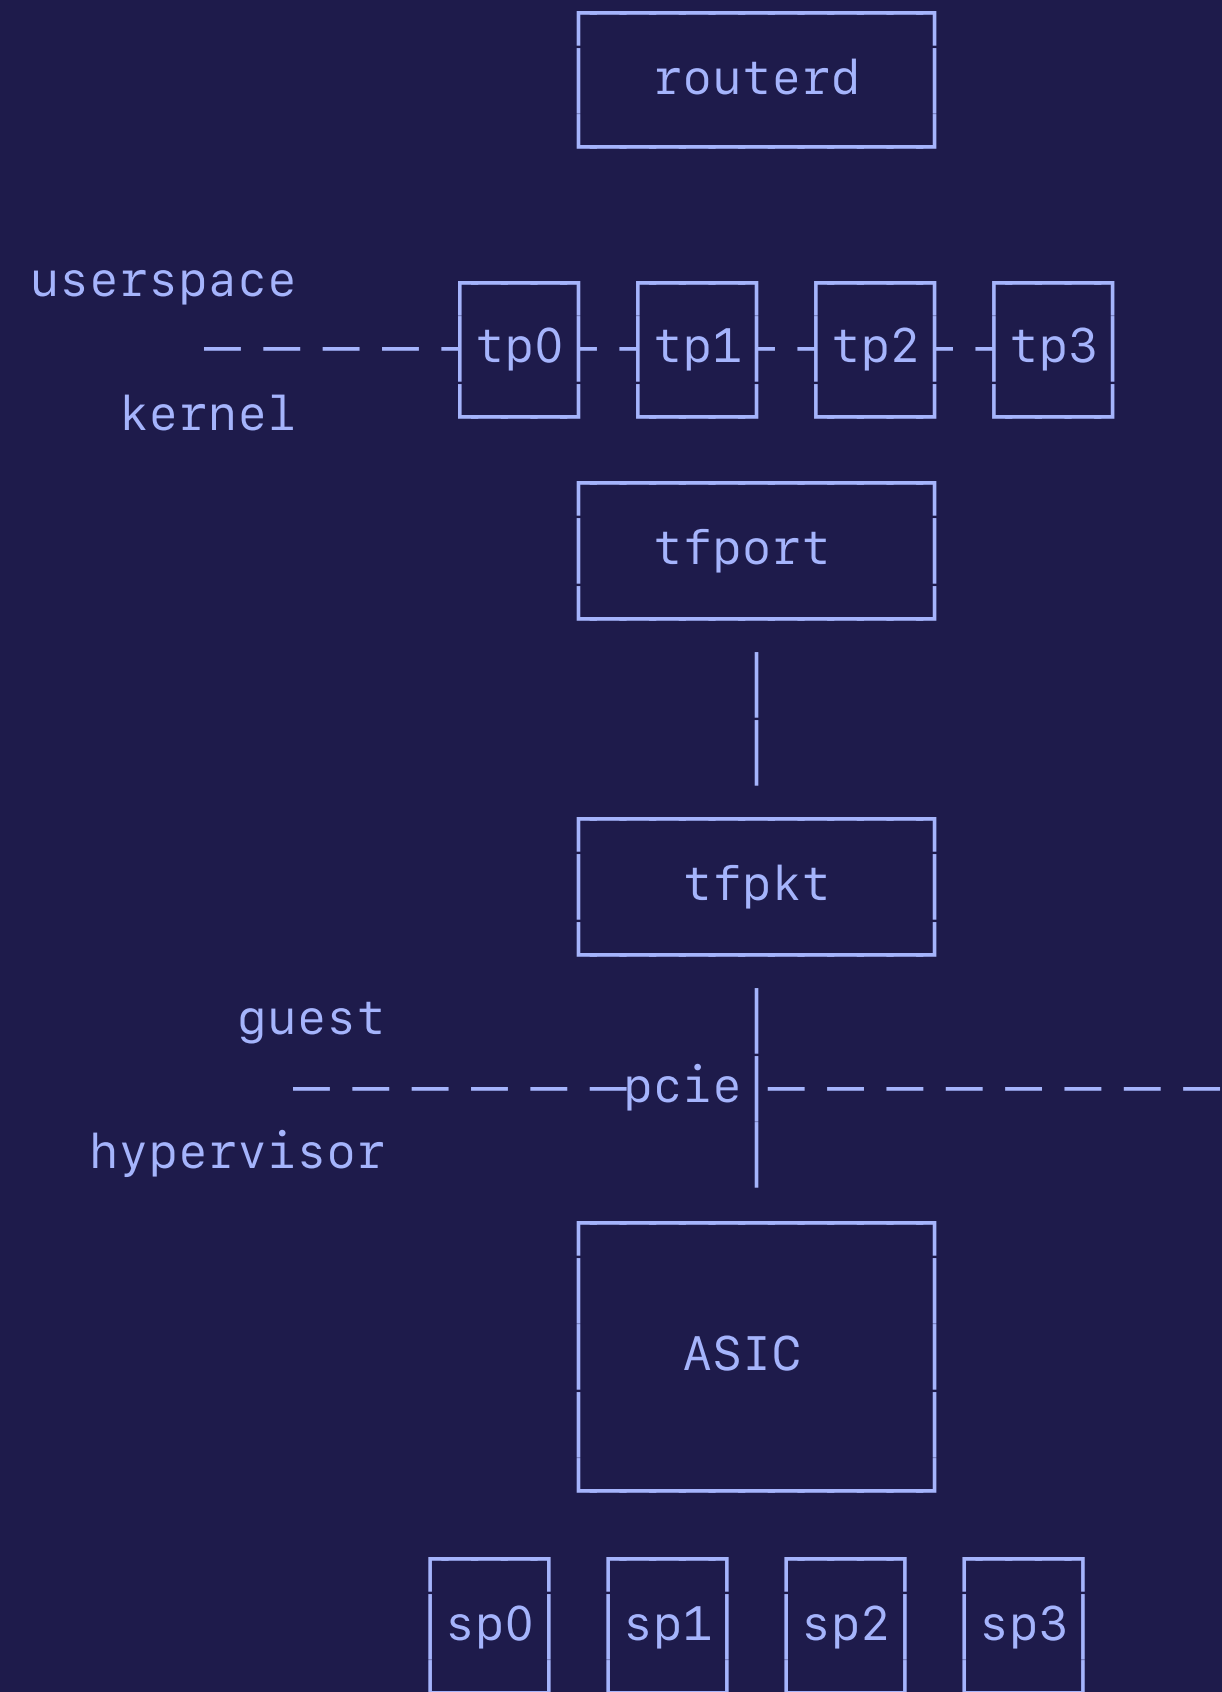 routerd
userspace
tp0 tp1 tp2 tp3
kernel
tfport
tfpkt
guest
pcie
hypervisor
ASIC
sp0 sp1 sp2 sp3